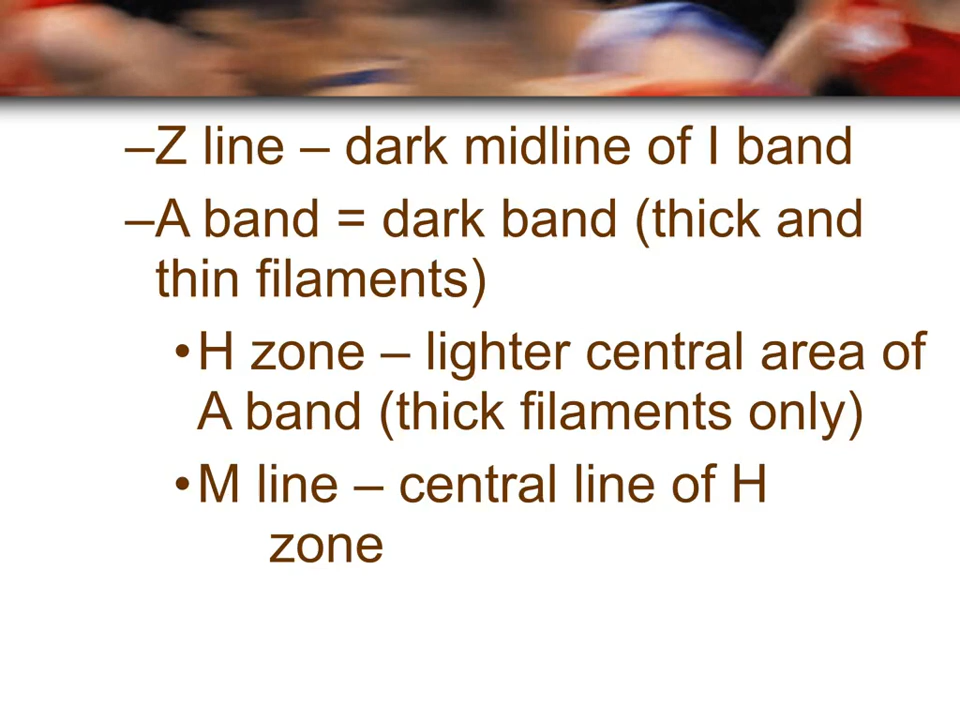 –Z line – dark midline of I band
–A band = dark band (thick and
thin filaments)
•H zone – lighter central area of
A band (thick filaments only)
•M line – central line of H
zone